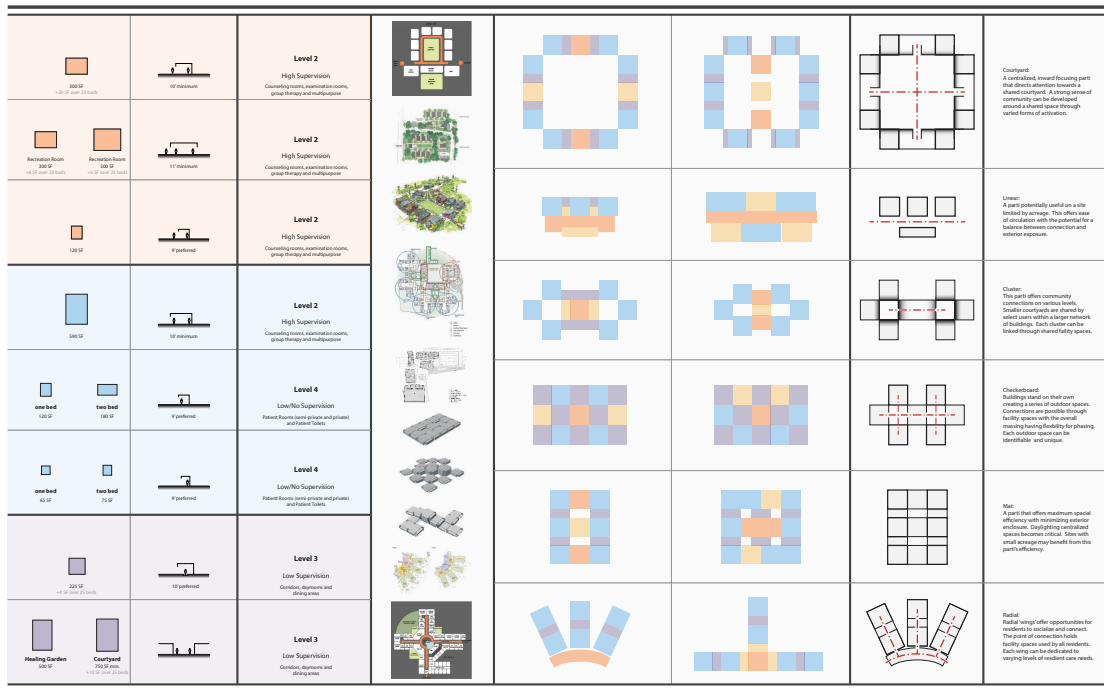 300 SF
+20 SF over 25 beds
10' minimum
Level 2
High Supervision
Counseling rooms, examination rooms,
group therapy and multipurpose
Courtyard:
A centralized, inward focusing parti
that directs attention towards a
shared courtyard. A strong sense of
community can be developed
around a shared space through
varied forms of activation.
Recreation Room
300 SF
+6 SF over 25 beds
Recreation Room
500 SF
+6 SF over 25 beds
11' minimum
Level 2
High Supervision
Counseling rooms, examination rooms,
group therapy and multipurpose
120 SF
9' preferred
Level 2
High Supervision
Counseling rooms, examination rooms,
group therapy and multipurpose
Linear:
A parti potentially useful on a site
limited by acreage. This offers ease
of circulation with the potential for a
balance between connection and
exterior exposure.
590 SF
10' minimum
Level 2
High Supervision
Counseling rooms, examination rooms,
group therapy and multipurpose
Cluster:
This parti offers community
connections on various levels.
Smaller courtyards are shared by
select users within a larger network
of buildings. Each cluster can be
linked through shared faility spaces.
one bed
120 SF
two bed
180 SF
9' preferred
Level 4
Low/No Supervision
Patient Rooms (semi-private and private)
and Patient Toilets
Checkerboard:
Buildings stand on their own
creating a series of outdoor spaces.
Connections are possible through
facility spaces with the overall
massing having flexbility for phasing.
Each outdoor space can be
identifiable and unique.
one bed
65 SF
two bed
75 SF
9' preferred
Level 4
Low/No Supervision
Patient Rooms (semi-private and private)
and Patient Toilets
Mat:
A parti that offers maximum spacial
efficiency with minimizing exterior
enclosure. Daylighting centralized
spaces becomes critical. Sites with
small acreage may benefit from this
parti's efficiency.
225 SF
+4 SF over 25 beds
10' preferred
Level 3
Low Supervision
Corridors, dayrooms and
dining areas
Healing Garden
500 SF
Courtyard
750 SF min.
+10 SF over 25 beds
Level 3
Low Supervision
Corridors, dayrooms and
dining areas
Radial:
Radial 'wings' offer opportunities for
residents to socialize and connect.
The point of connection holds
facility spaces used by all residents.
Each wing can be dedicated to
varying levels of resdient care needs.